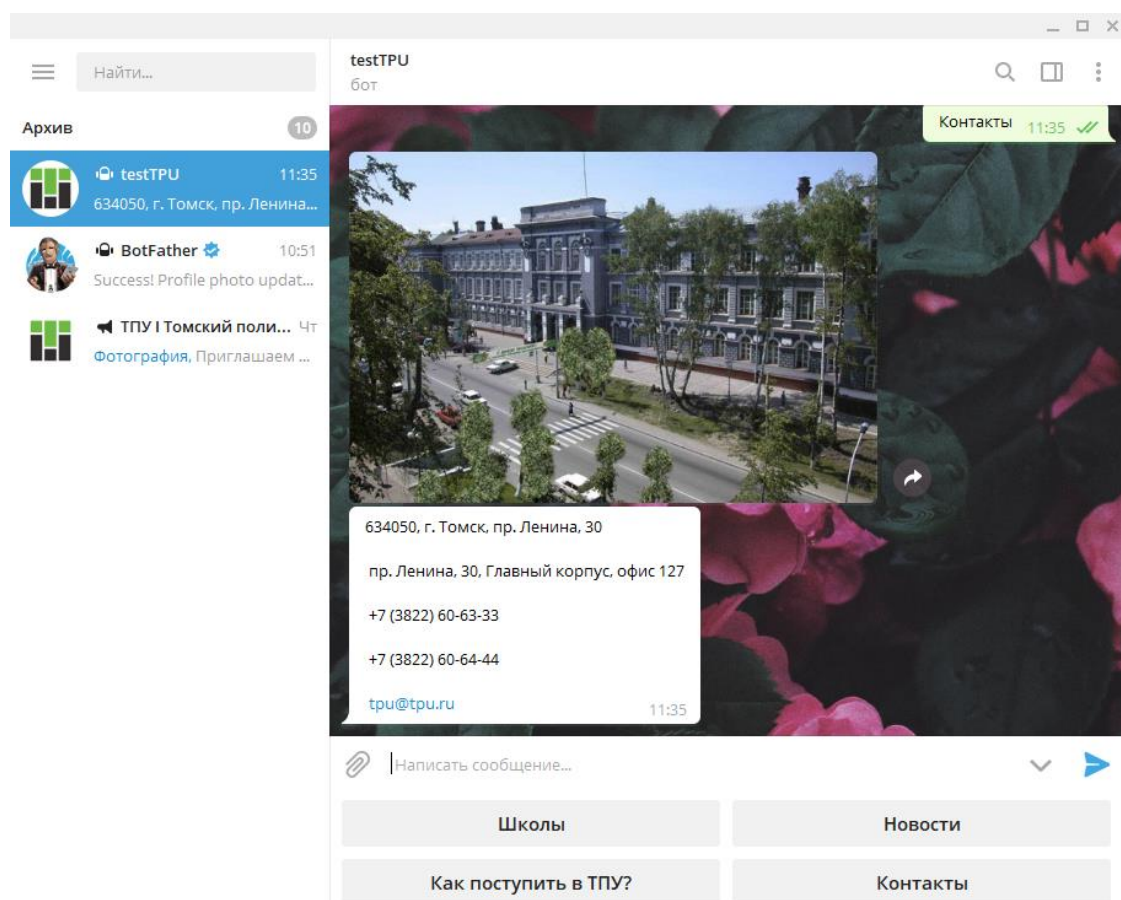 Найти...
Архив
10
testTPU
11:35
634050, г. Томск, пр. Ленина...
BotFather
10:51
Success! Profile photo updat...
ТПУ I Томский поли...
Чт
Фотография, Приглашаем ...
testTPU
бот
Контакты
11:35
634050, г. Томск, пр. Ленина, 30
пр. Ленина, 30, Главный корпус, офис 127
+7 (3822) 60-63-33
+7 (3822) 60-64-44
tpu@tpu.ru
11:35
Написать сообщение...
Школы
Новости
Как поступить в ТПУ?
Контакты